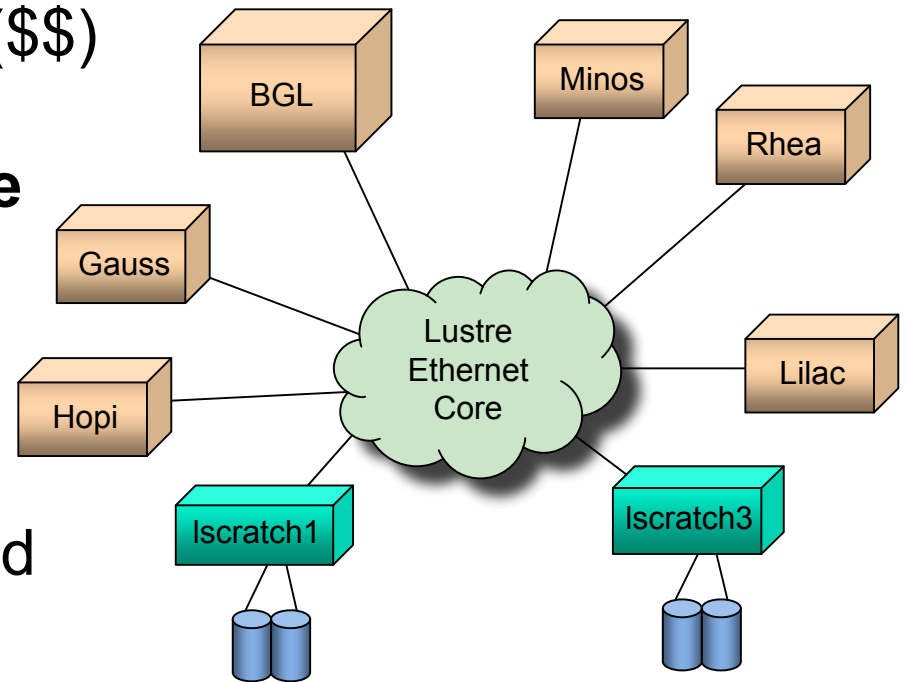 ($$)
BGL
Minos
Rhea
e
Gauss
Lustre
Ethernet
Core
Lilac
Hopi
lscratch1
lscratch3
d